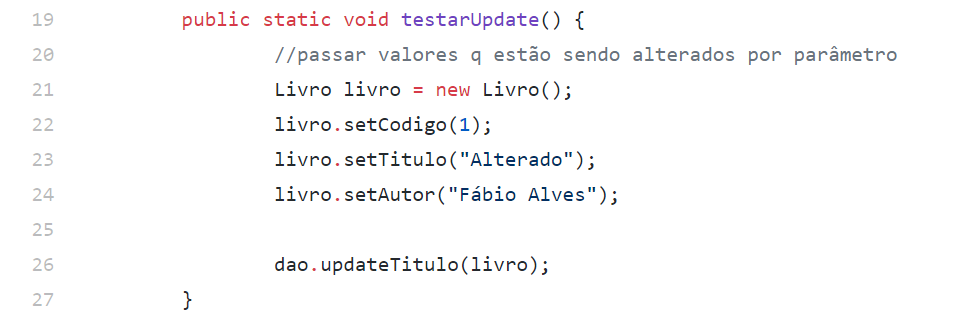 19 public static void testarUpdate() {
20 //passar valores q estão sendo alterados por parâmetro
21 Livro livro = new Livro();
22 livro.setCodigo(1);
23 livro.setTitulo("Alterado");
24 livro.setAutor("Fábio Alves");
25
26 dao.updateTitulo(livro);
27 }